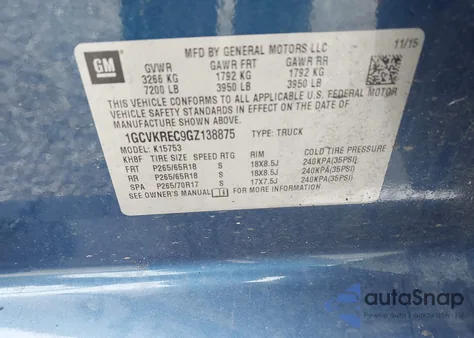 GM
MFD BY GENERAL MOTORS LLC
11/15
GVWR GAWR FRT GAWR RR
3266 KG 1792 KG 1792 KG
7200 LB 3950 LB 3950 LB
THIS VEHICLE CONFORMS TO ALL APPLICABLE U.S. FEDERAL MOTOR
VEHICLE SAFETY STANDARDS IN EFFECT ON THE DATE OF
MANUFACTURE SHOWN ABOVE.
1GCVKREC9GZ138875 TYPE: TRUCK
MODEL: K15753
KHBF TIRE SIZE SPEED RTG RIM COLD TIRE PRESSURE
FRT P265/65R18 S 18X8.5J 240KPA(35PSI)
RR P265/65R18 S 18X8.5J 240KPA(35PSI)
SPA P265/70R17 S 17X7.5J 240KPA(35PSI)
SEE OWNER'S MANUAL FOR MORE INFORMATION.
autoSnap